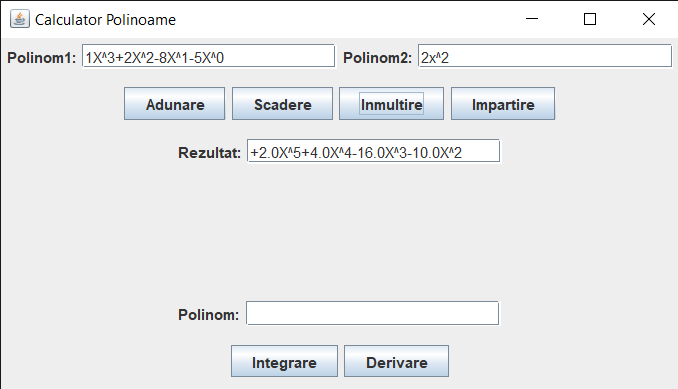 Calculator Polinoame
Polinom1: 1X^3+2X^2-8X^1-5X^0 Polinom2: 2x^2
Adunare Scadere Inmultire Impartire
Rezultat: +2.0X^5+4.0X^4-16.0X^3-10.0X^2
Polinom:
Integrare Derivare